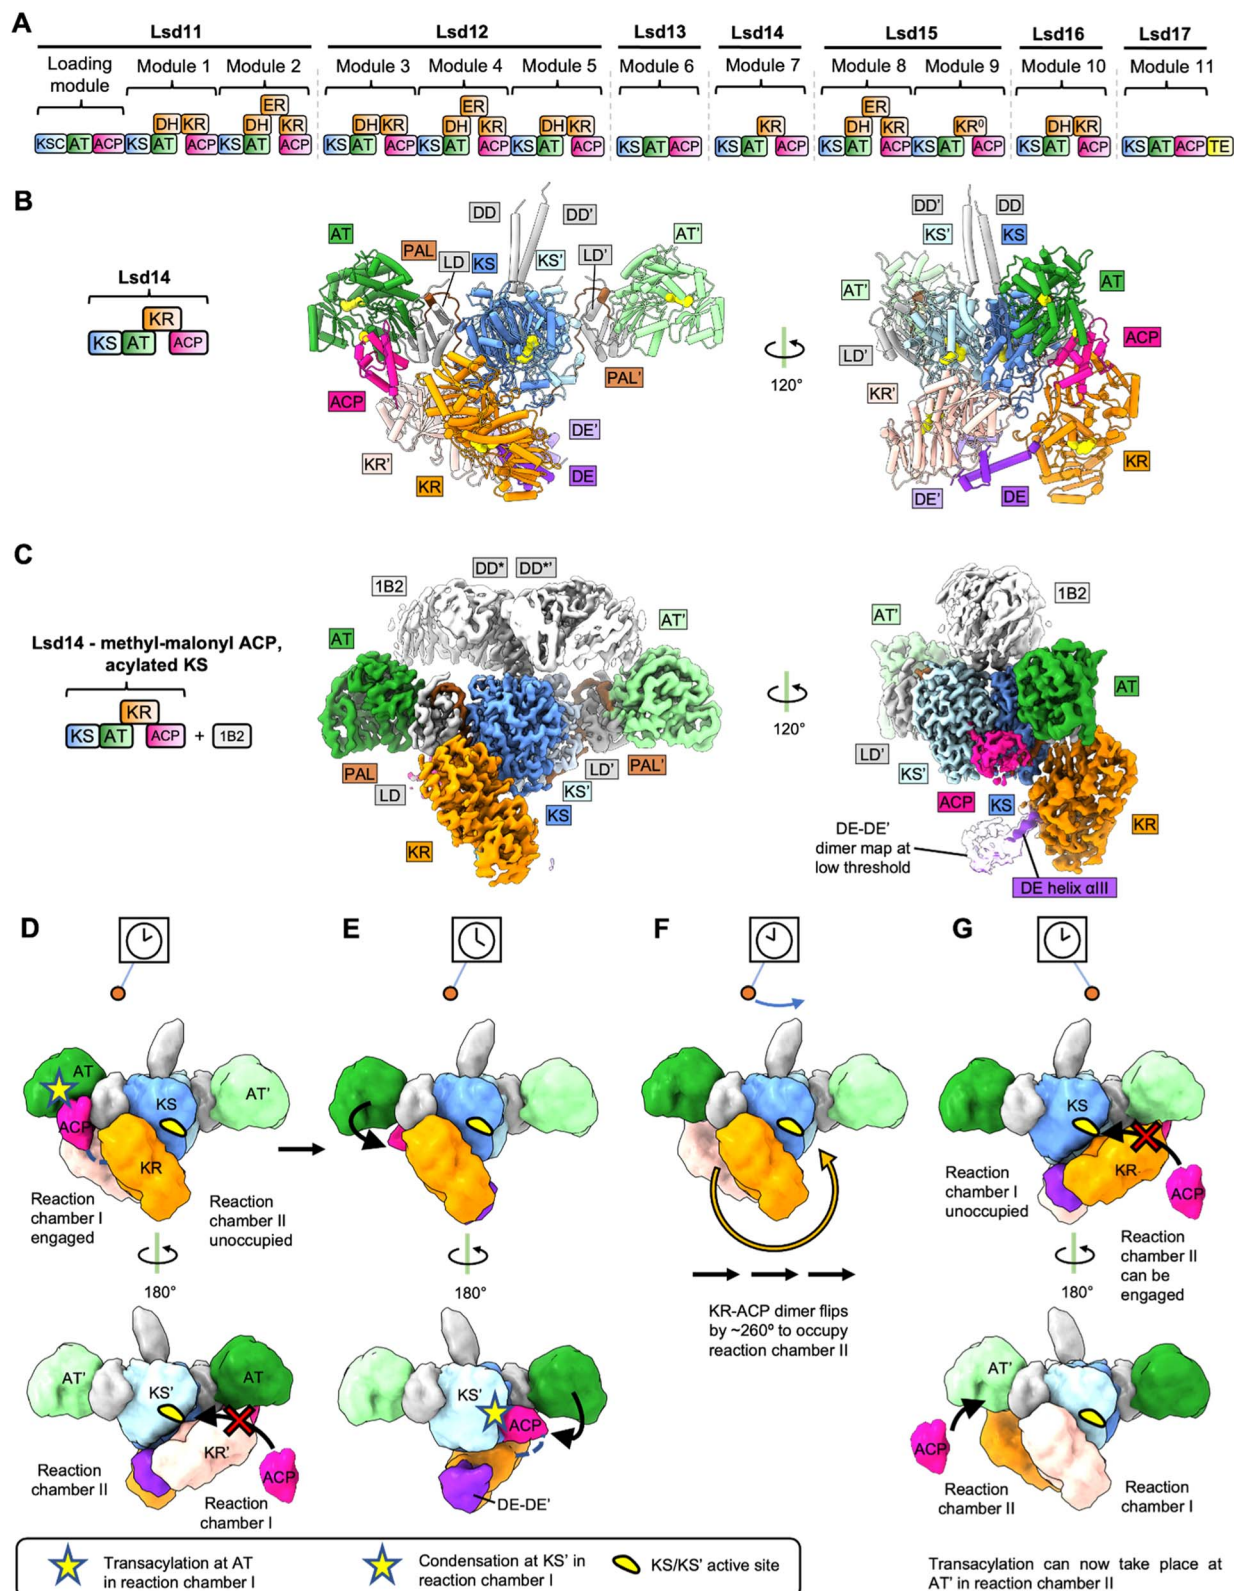 A
Lsd11 Lsd12 Lsd13 Lsd14 Lsd15 Lsd16 Lsd17
Loading module
Module 1 Module 2 Module 3 Module 4 Module 5 Module 6 Module 7 Module 8 Module 9 Module 10 Module 11
ER ER ER
DH KR DH KR DH KR DH KR DH KR KR DH KR KR⁰ DH KR
KSC AT ACP KS AT ACP KS AT ACP KS AT ACP KS AT ACP KS AT ACP KS AT ACP KS AT ACP KS AT ACP KS AT ACP KS AT ACP KS AT ACP TE
B
Lsd14
KR
KS AT ACP
AT
PAL
LD
DD
KS
DD'
KS'
LD'
AT'
ACP
PAL'
KR'
KR
DE'
DE
120°
DD'
DD
KS'
KS
AT'
AT
LD'
ACP
KR'
KR
DE'
DE
C
Lsd14 - methyl-malonyl ACP,
acylated KS
KR
KS AT ACP + 1B2
1B2
DD*
DD*'
AT
AT'
PAL
LD
KS'
LD'
PAL'
KS
KR
120°
AT'
1B2
AT
LD'
KS'
ACP
KS
KR
DE-DE'
dimer map at
low threshold
DE helix αIII
D
AT
KS
AT'
ACP
KR
Reaction
chamber I
engaged
Reaction
chamber II
unoccupied
180°
AT'
KS'
AT
KR'
ACP
Reaction
chamber II
Reaction
chamber I
E
180°
KS'
ACP
DE-DE'
F
KR-ACP dimer flips
by ~260º to occupy
reaction chamber II
G
KS
KR
ACP
Reaction
chamber I
unoccupied
Reaction
chamber II
can be
engaged
180°
AT'
ACP
Reaction
chamber II
Reaction
chamber I
Transacylation at AT
in reaction chamber I
Condensation at KS' in
reaction chamber I
KS/KS' active site
Transacylation can now take place at
AT' in reaction chamber II